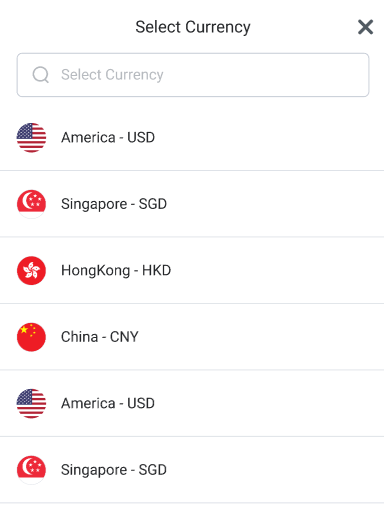 Select Currency
Select Currency
America - USD
Singapore - SGD
HongKong - HKD
China - CNY
America - USD
Singapore - SGD